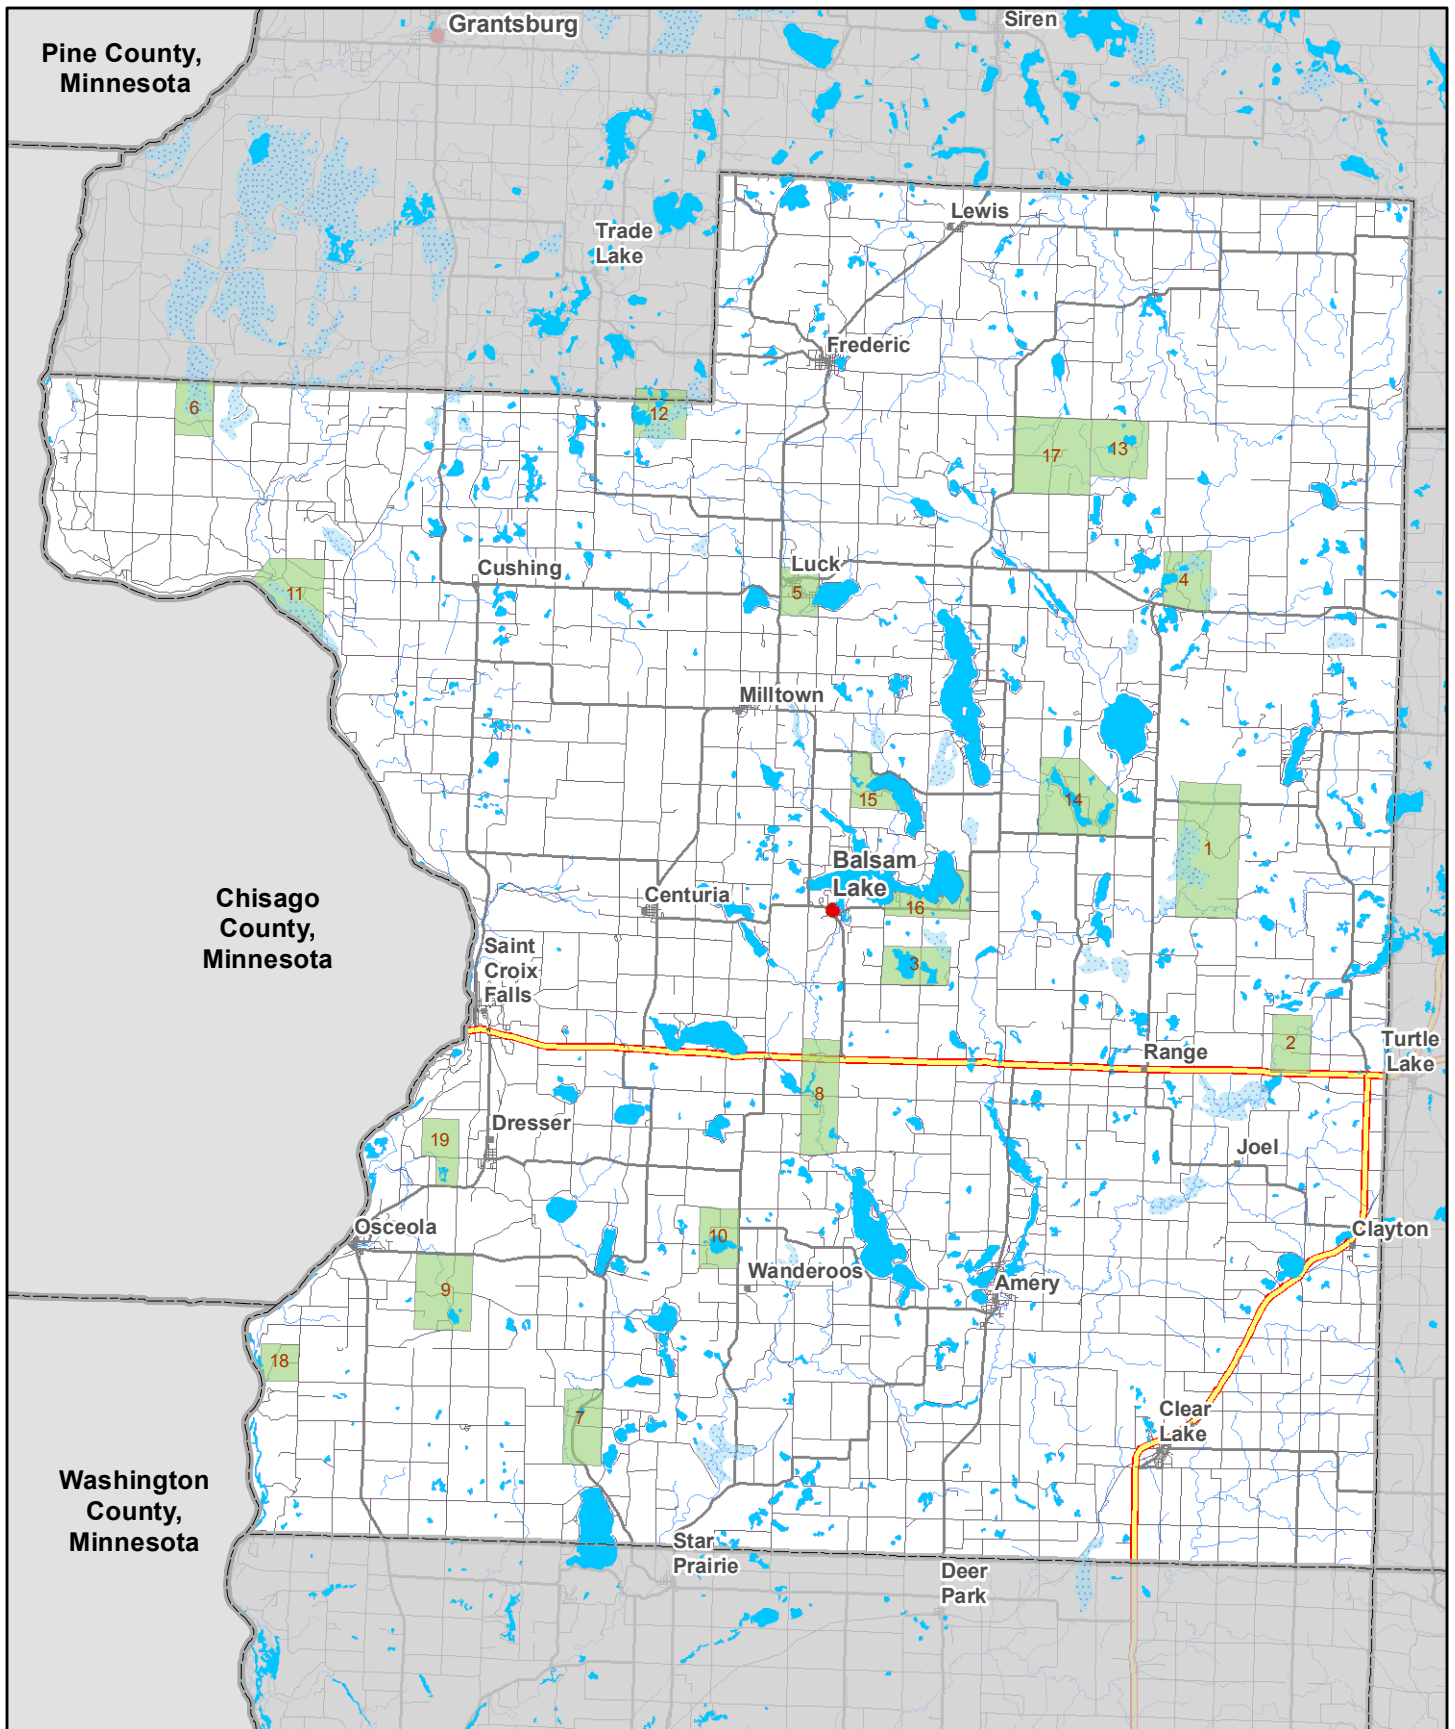 Grantsburg
Siren
Pine County,
Minnesota
Lewis
Trade
Lake
Frederic
6
12
17
13
Cushing
Luck
4
11
5
Milltown
15
14
1
Balsam
Lake
Chisago
County,
Minnesota
Centuria
16
Saint
Croix
Falls
3
2
Range
Turtle
Lake
8
19
Dresser
Joel
Osceola
10
Clayton
Wanderoos
9
Amery
18
7
Clear
Lake
Washington
County,
Minnesota
Star
Prairie
Deer
Park